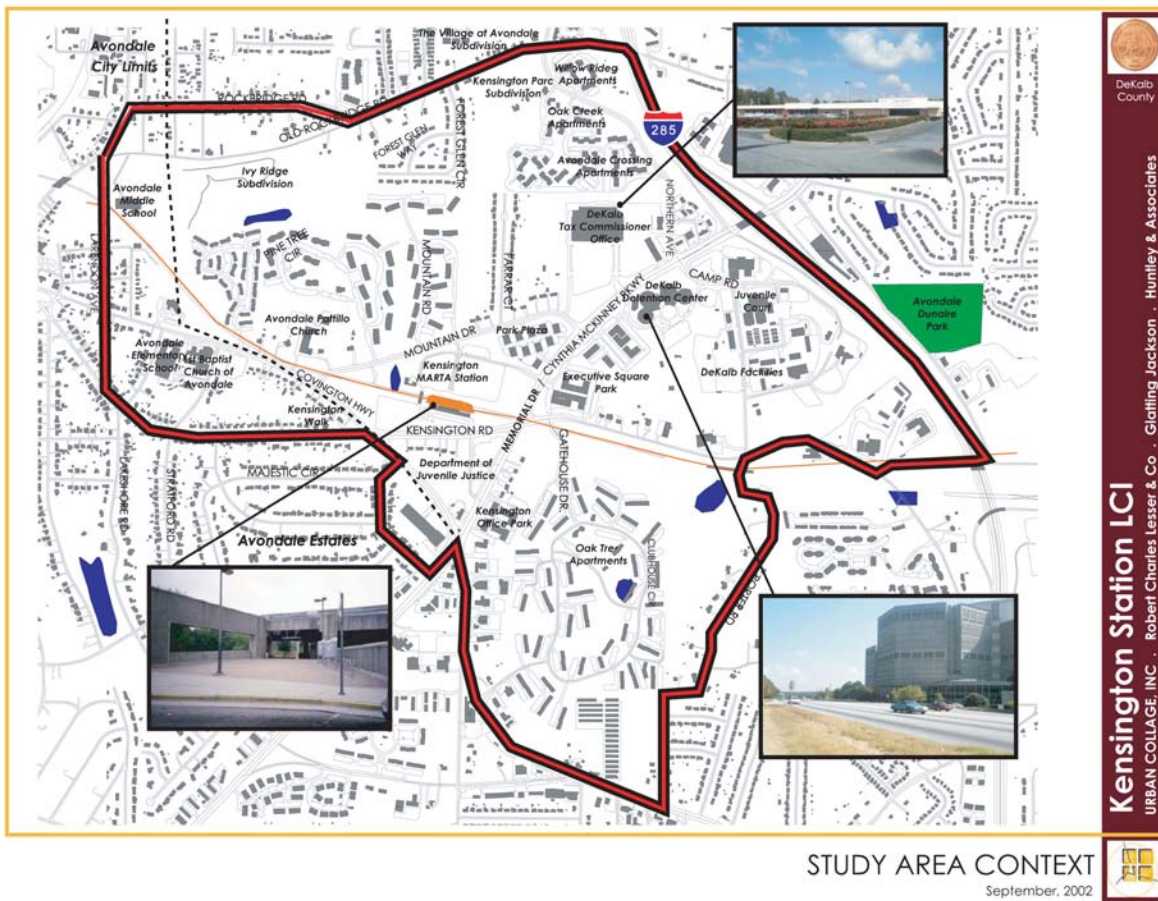 Avondale
City Limits
The Village at Avondale
Subdivision
Willow Rideg
Apartments
Kensington Parc
Subdivision
ROCKBRIDGE RD
OLD-ROCKBRIDGE RD
Oak Creek
Apartments
285
FOREST GLEN
WAY
FOREST GLEN CIR
Avondale Crossing
Apartments
Ivy Ridge
Subdivision
Avondale
Middle
School
NORTHERN AVE
DeKalb
Tax Commissioner
Office
PINE TREE
CIR
MOUNTAIN RD
FARRAR CT
CAMP RD
DeKalb
Detention Center
Juvenile
Court
Avondale
Dunaire
Park
Avondale Pattillo
Church
MOUNTAIN DR
Park Plaza
MEMORIAL DR / CYNTHIA MCKINNEY PKWY
Avondale
Elementary
School
1st Baptist
Church of
Avondale
COVINGTON HWY
Kensington
MARTA Station
Executive Square
Park
DeKalb Facilities
Kensington
Walk
KENSINGTON RD
GATEHOUSE DR.
MAJESTIC CIR
Department of
Juvenile Justice
STRATFORD RD
Kensington
Office Park
Avondale Estates
Oak Trer
Apartments
CLUBHOUSE CIR
DeKalb
County
Kensington Station LCI
URBAN COLLAGE, INC . Robert Charles Lesser & Co . Glatting Jackson . Huntley & Associates
STUDY AREA CONTEXT
September, 2002